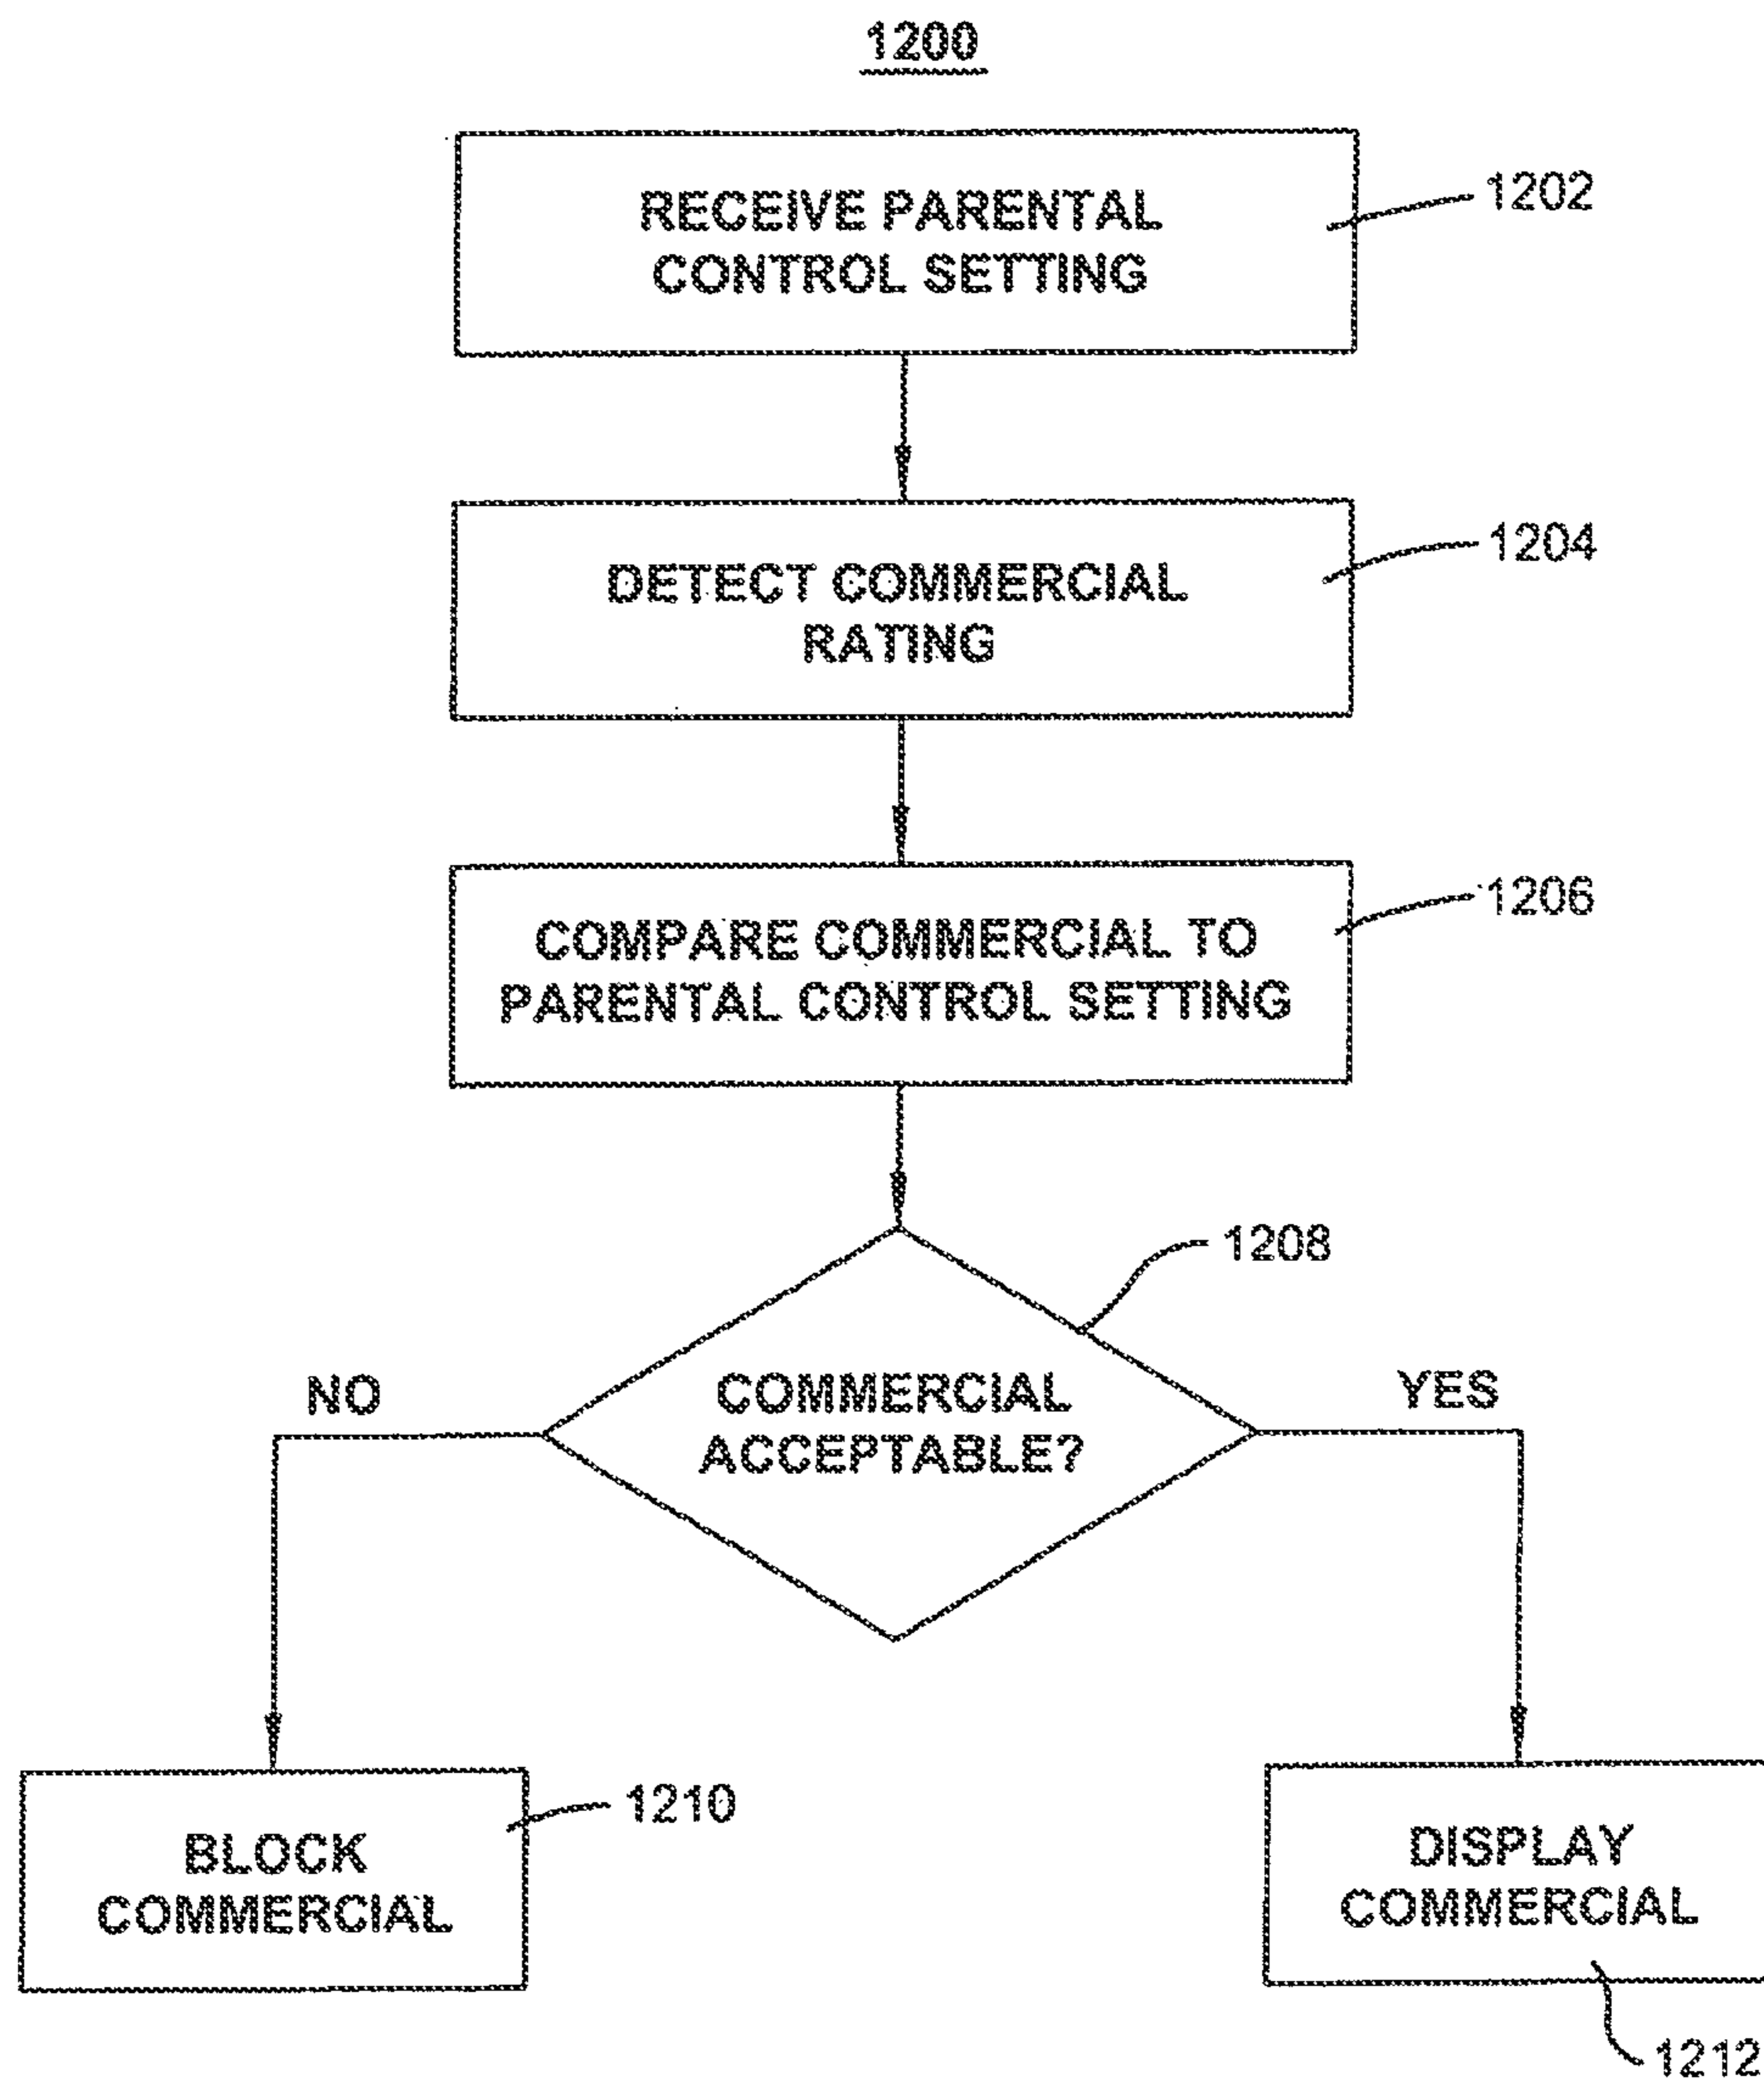 1200
RECEIVE PARENTAL
CONTROL SETTING
1202
DETECT COMMERCIAL
RATING
1204
COMPARE COMMERCIAL TO
PARENTAL CONTROL SETTING
1206
COMMERCIAL
ACCEPTABLE?
1208
NO
YES
BLOCK
COMMERCIAL
1210
DISPLAY
COMMERCIAL
1212